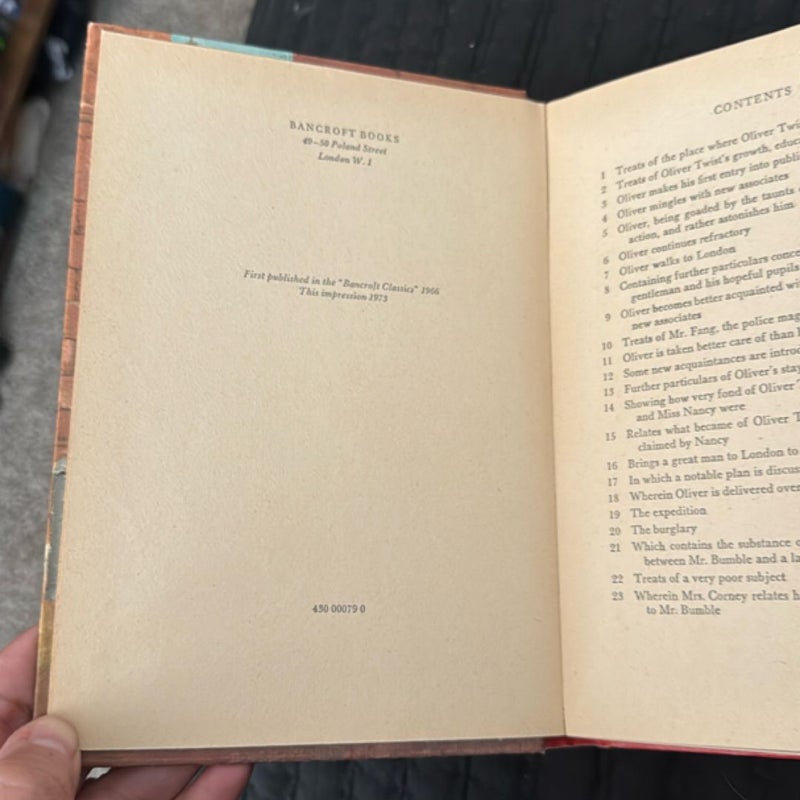 BANCROFT BOOKS
49–50 Poland Street
London W. 1
First published in the "Bancroft Classics" 1966
This impression 1973
450 00079 0
CONTENTS
1 Treats of the place where Oliver
2 Treats of Oliver Twist's growth,
3 Oliver makes his first entry into
4 Oliver mingles with new associates
5 Oliver, being goaded by the taunts
action, and rather astonishes him
6 Oliver continues refractory
7 Oliver walks to London
8 Containing further particulars
gentleman and his hopeful pupils
9 Oliver becomes better acquainted
new associates
10 Treats of Mr. Fang, the police
11 Oliver is taken better care of than
12 Some new acquaintances are
13 Further particulars of Oliver's
14 Showing how very fond of Oliver
and Miss Nancy were
15 Relates what became of Oliver
claimed by Nancy
16 Brings a great man to London to
17 In which a notable plan is
18 Wherein Oliver is delivered over
19 The expedition
20 The burglary
21 Which contains the substance
between Mr. Bumble and a
22 Treats of a very poor subject
23 Wherein Mrs. Corney relates
to Mr. Bumble